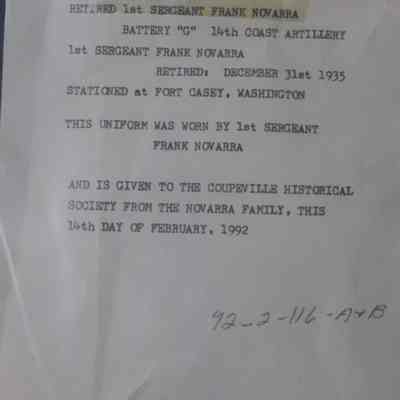 RETIRED 1st SERGEANT FRANK NOVARRA
BATTERY "G" 14th COAST ARTILLERY
1st SERGEANT FRANK NOVARRA
RETIRED: DECEMBER 31st 1935
STATIONED at FORT CASEY, WASHINGTON
THIS UNIFORM WAS WORN BY 1st SERGEANT
FRANK NOVARRA
AND IS GIVEN TO THE COUPEVILLE HISTORICAL
SOCIETY FROM THE NOVARRA FAMILY, THIS
14th DAY OF FEBRUARY, 1992
92-2-116-A+B